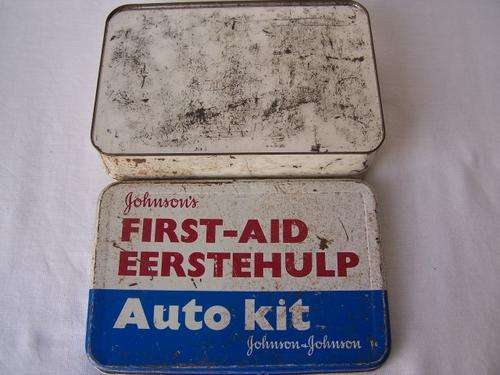 Johnson's
FIRST-AID
EERSTEHULP
Auto kit
Johnson & Johnson